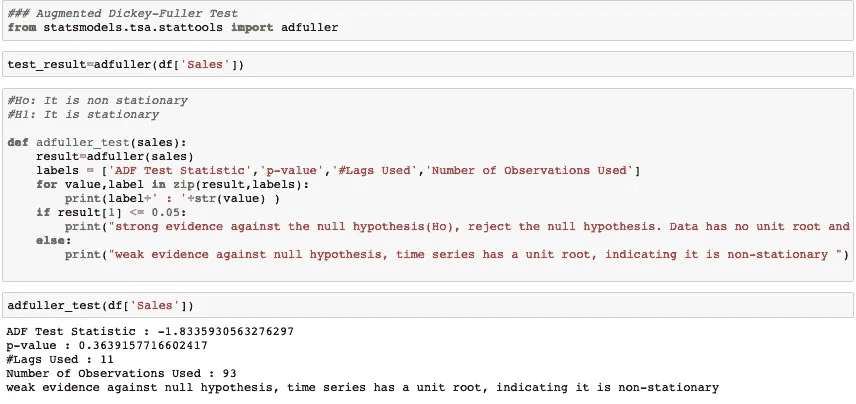 ### Augmented Dickey-Fuller Test
from statsmodels.tsa.stattools import adfuller
test_result=adfuller(df['Sales'])
#Ho: It is non stationary
#H1: It is stationary
def adfuller_test(sales):
    result=adfuller(sales)
    labels = ['ADF Test Statistic','p-value','#Lags Used','Number of Observations Used']
    for value,label in zip(result,labels):
        print(label+' : '+str(value) )
    if result[1] <= 0.05:
        print("strong evidence against the null hypothesis(Ho), reject the null hypothesis. Data has no unit root and
    else:
        print("weak evidence against null hypothesis, time series has a unit root, indicating it is non-stationary ")
adfuller_test(df['Sales'])
ADF Test Statistic : -1.8335930563276297
p-value : 0.3639157716602417
#Lags Used : 11
Number of Observations Used : 93
weak evidence against null hypothesis, time series has a unit root, indicating it is non-stationary